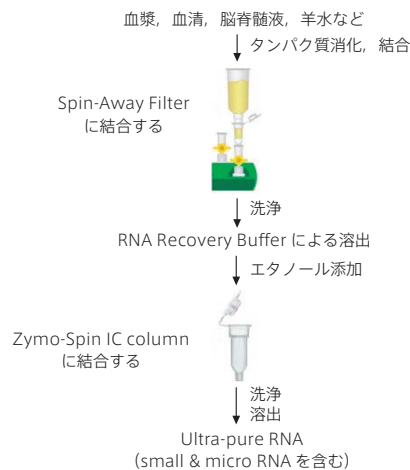 血漿，血清，脳脊髄液，羊水など
タンパク質消化，結合
Spin-Away Filter
に結合する
洗浄
RNA Recovery Buffer による溶出
エタノール添加
Zymo-Spin IC column
に結合する
洗浄
溶出
Ultra-pure RNA
（small & micro RNA を含む）